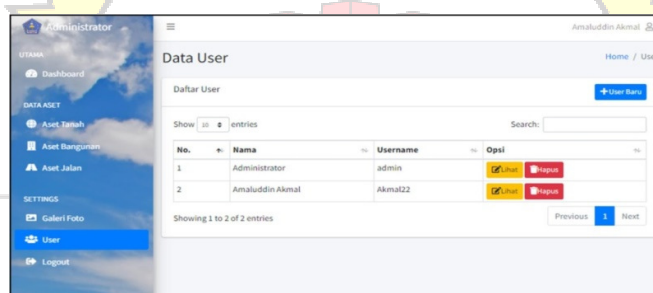 Administrator
Amaluddin Akmal
UTAMA
Dashboard
DATA ASET
Aset Tanah
Aset Bangunan
Aset Jalan
SETTINGS
Galeri Foto
User
Logout
Data User
Home / Use
Daftar User
+User Baru
Show 10 entries
Search:
No. Nama Username Opsi
1 Administrator admin Lihat Hapus
2 Amaluddin Akmal Akmal22 Lihat Hapus
Showing 1 to 2 of 2 entries
Previous 1 Next